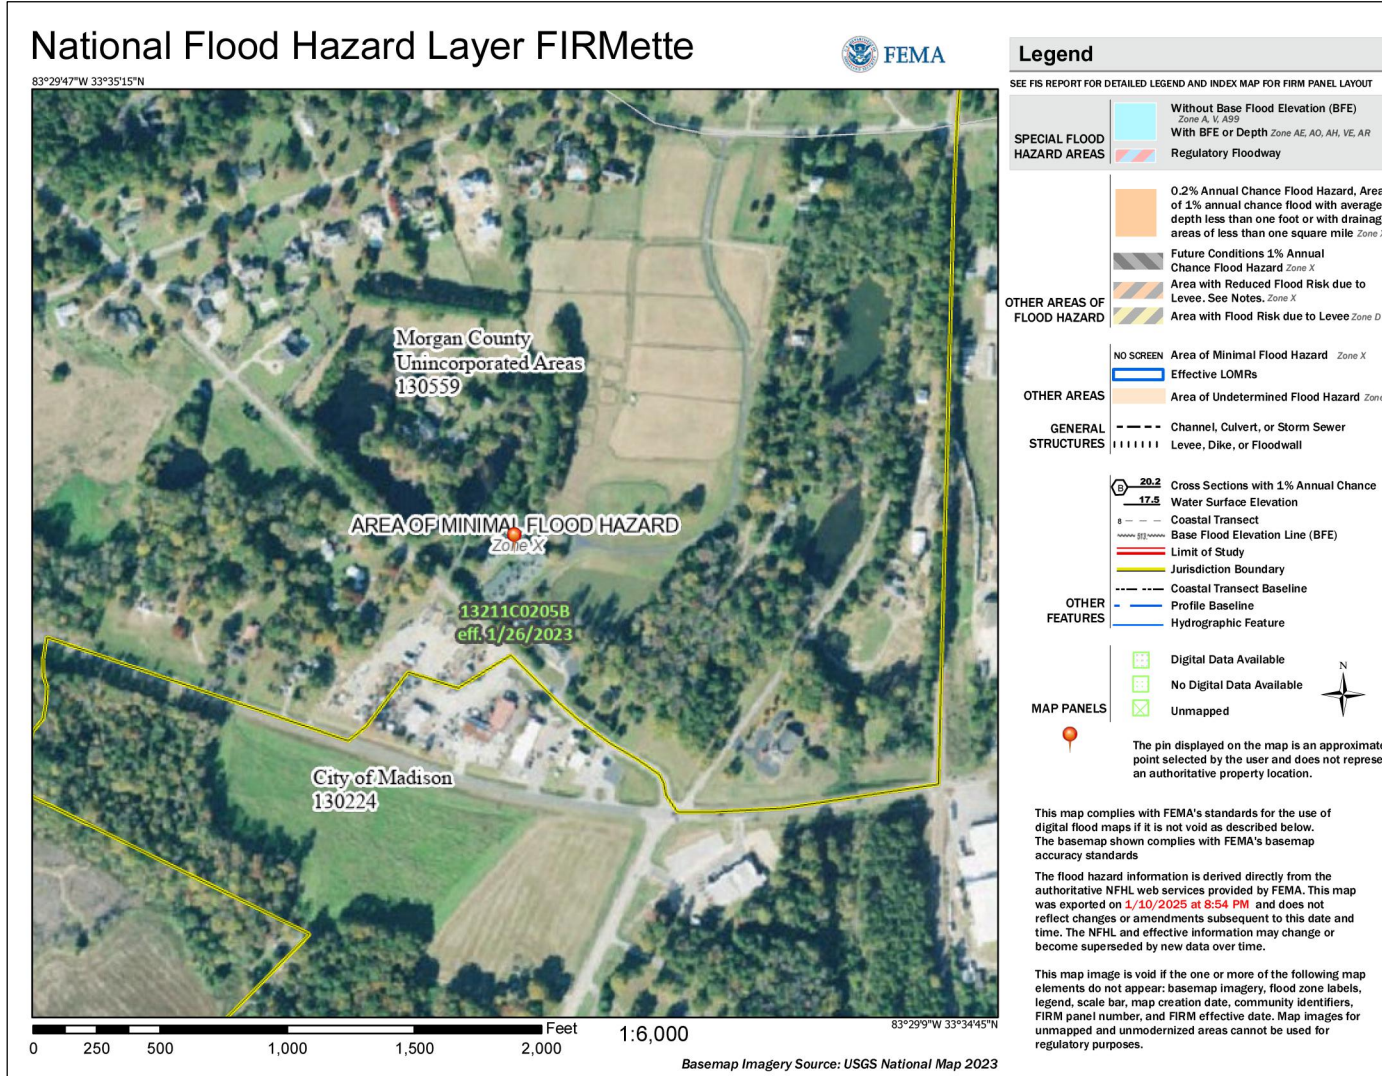 National Flood Hazard Layer FIRMette
FEMA
83°29'47"W 33°35'15"N
Morgan County
Unincorporated Areas
130559
AREA OF MINIMAL FLOOD HAZARD
Zone X
13211C0205B
eff. 1/26/2023
City of Madison
130224
0 250 500 1,000 1,500 2,000
Feet
1:6,000
83°29'9"W 33°34'45"N
Basemap Imagery Source: USGS National Map 2023
Legend
SEE FIS REPORT FOR DETAILED LEGEND AND INDEX MAP FOR FIRM PANEL LAYOUT
SPECIAL FLOOD
HAZARD AREAS
Without Base Flood Elevation (BFE)
Zone A, V, A99
With BFE or Depth Zone AE, AO, AH, VE, AR
Regulatory Floodway
OTHER AREAS OF
FLOOD HAZARD
0.2% Annual Chance Flood Hazard, Area
of 1% annual chance flood with average
depth less than one foot or with drainag
areas of less than one square mile Zone
Future Conditions 1% Annual
Chance Flood Hazard Zone X
Area with Reduced Flood Risk due to
Levee. See Notes. Zone X
Area with Flood Risk due to Levee Zone D
OTHER AREAS
NO SCREEN Area of Minimal Flood Hazard Zone X
Effective LOMRs
Area of Undetermined Flood Hazard Zone
GENERAL
STRUCTURES
Channel, Culvert, or Storm Sewer
Levee, Dike, or Floodwall
OTHER
FEATURES
B 20.2 Cross Sections with 1% Annual Chance
17.5 Water Surface Elevation
8 Coastal Transect
513 Base Flood Elevation Line (BFE)
Limit of Study
Jurisdiction Boundary
Coastal Transect Baseline
Profile Baseline
Hydrographic Feature
MAP PANELS
Digital Data Available
No Digital Data Available
Unmapped
N
The pin displayed on the map is an approximat
point selected by the user and does not represe
an authoritative property location.
This map complies with FEMA's standards for the use of
digital flood maps if it is not void as described below.
The basemap shown complies with FEMA's basemap
accuracy standards
The flood hazard information is derived directly from the
authoritative NFHL web services provided by FEMA. This map
was exported on 1/10/2025 at 8:54 PM and does not
reflect changes or amendments subsequent to this date and
time. The NFHL and effective information may change or
become superseded by new data over time.
This map image is void if the one or more of the following map
elements do not appear: basemap imagery, flood zone labels,
legend, scale bar, map creation date, community identifiers,
FIRM panel number, and FIRM effective date. Map images for
unmapped and unmodernized areas cannot be used for
regulatory purposes.